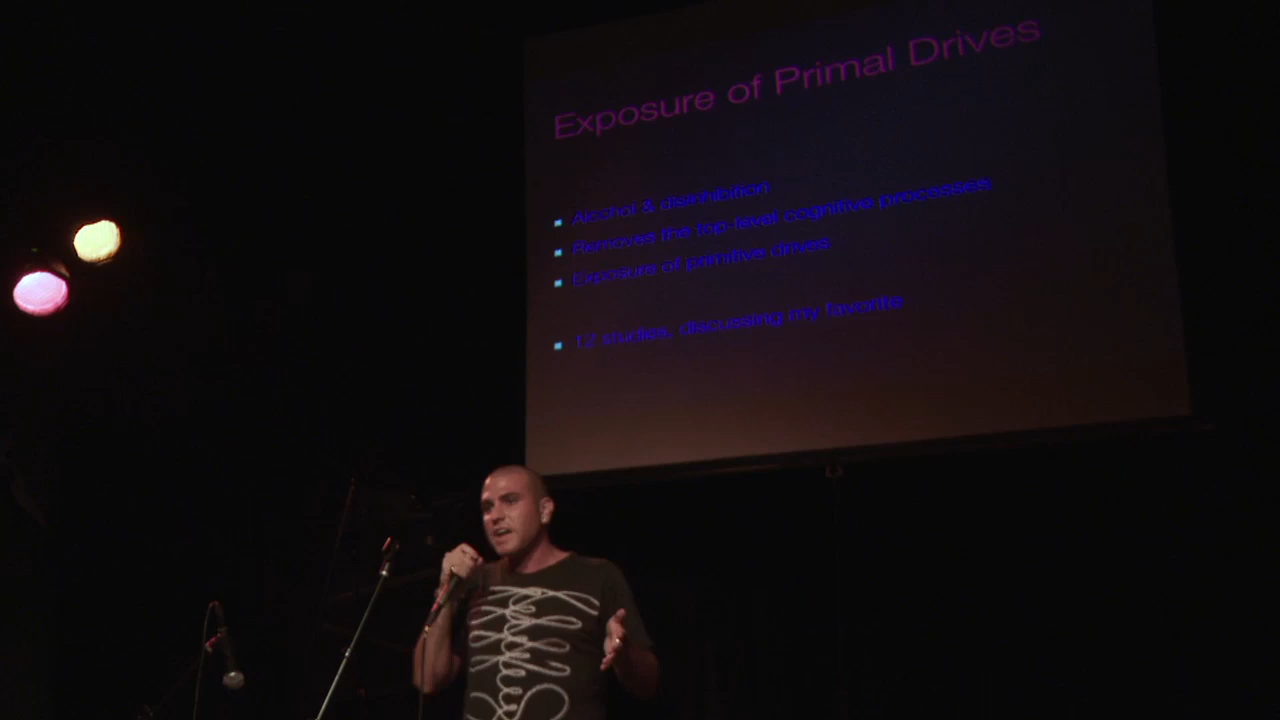 Exposure of Primal Drives
Alcohol & disinhibition
Removes the top-level cognitive processes
Exposure of primitive drives
12 studies, discussing my favorite